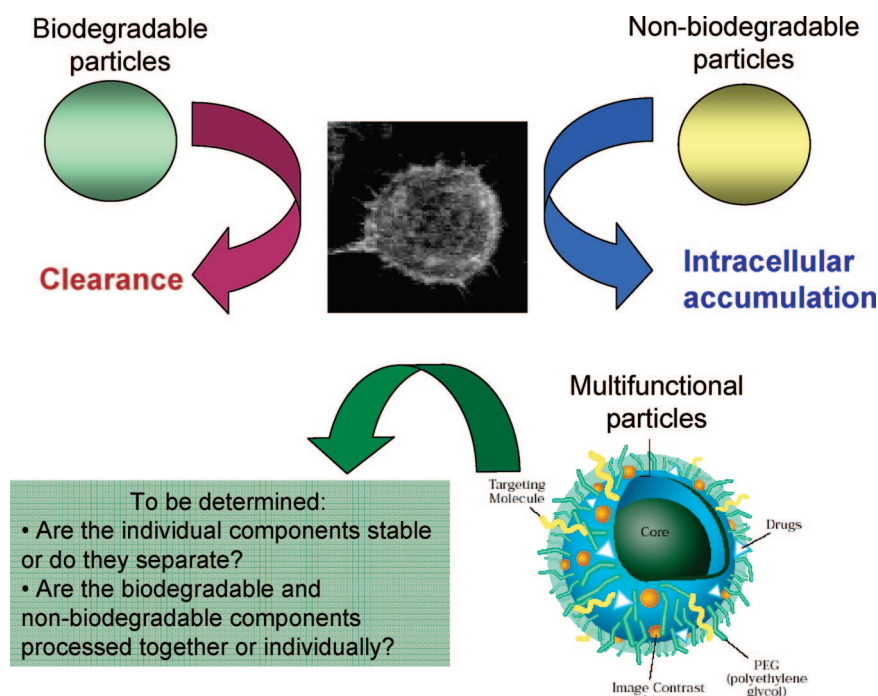 Biodegradable
particles
Non-biodegradable
particles
Clearance
Intracellular
accumulation
Multifunctional
particles
To be determined:
• Are the individual components stable
or do they separate?
• Are the biodegradable and
non-biodegradable components
processed together or individually?
Targeting
Molecule
Core
Drugs
PEG
(polyethylene
glycol)
Image Contrast